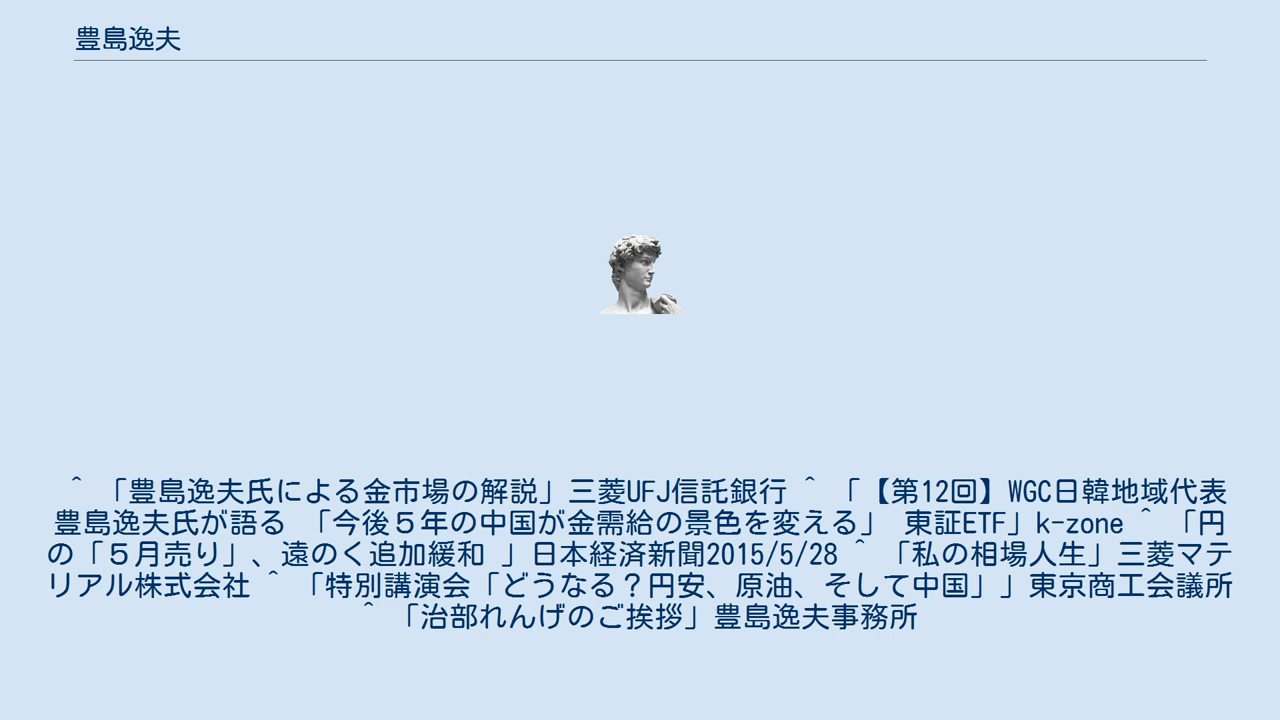 豊島逸夫
^ 「豊島逸夫氏による金市場の解説」三菱UFJ信託銀行 ^ 「【第12回】WGC日韓地域代表
豊島逸夫氏が語る 「今後５年の中国が金需給の景色を変える」 東証ETF」k-zone ^ 「円
の「５月売り」、遠のく追加緩和 」日本経済新聞2015/5/28 ^ 「私の相場人生」三菱マテ
リアル株式会社 ^ 「特別講演会「どうなる？円安、原油、そして中国」」東京商工会議所
^ 「治部れんげのご挨拶」豊島逸夫事務所